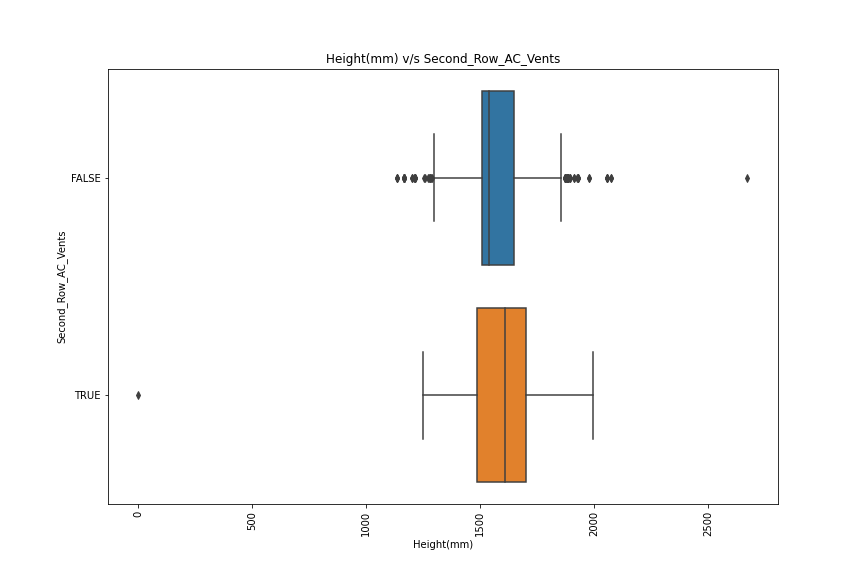 Height(mm) v/s Second_Row_AC_Vents
Second_Row_AC_Vents
FALSE
TRUE
0
500
1000
1500
2000
2500
Height(mm)